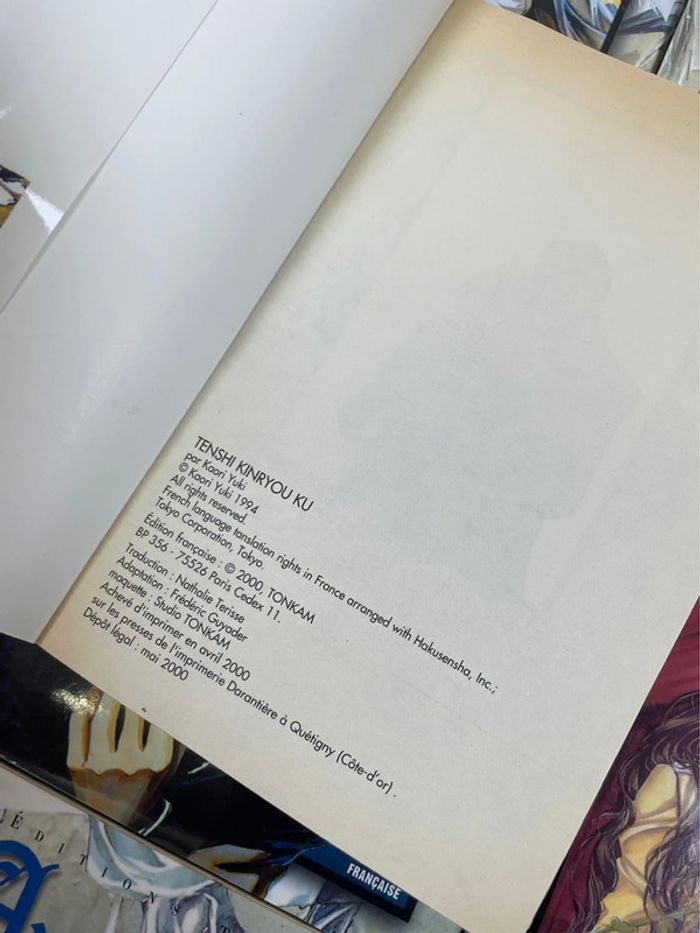 TENSHI KINRYOU KU
par Kaori Yuki
© Kaori Yuki 1994
All rights reserved.
French language tanslation rights in France arranged with Hakusensha, Inc.;
Tokyo Corporation, Tokyo.
Édition française : © 2000, TONKAM
BP 356 - 75526 Paris Cedex 11.
Traduction : Nathalie Terisse
Adaptation : Frédéric Guyader
maquette : Studio TONKAM
Achevé d'imprimer en avril 2000
sur les presses de l'imprimerie Darantière à Quétigny (Côte-d'or) .
Dépôt légal : mai 2000
FRANÇAISE
ÉDITIONS T